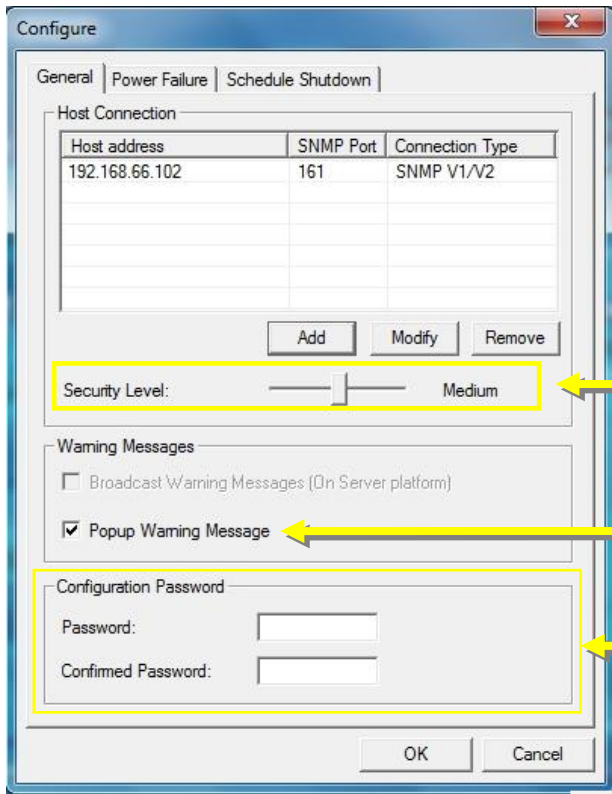 Configure
General Power Failure Schedule Shutdown
Host Connection
Host address SNMP Port Connection Type
192.168.66.102 161 SNMP V1/V2
Add Modify Remove
Security Level: Medium
Warning Messages
Broadcast Warning Messages (On Server platform)
Popup Warning Message
Configuration Password
Password:
Confirmed Password:
OK Cancel